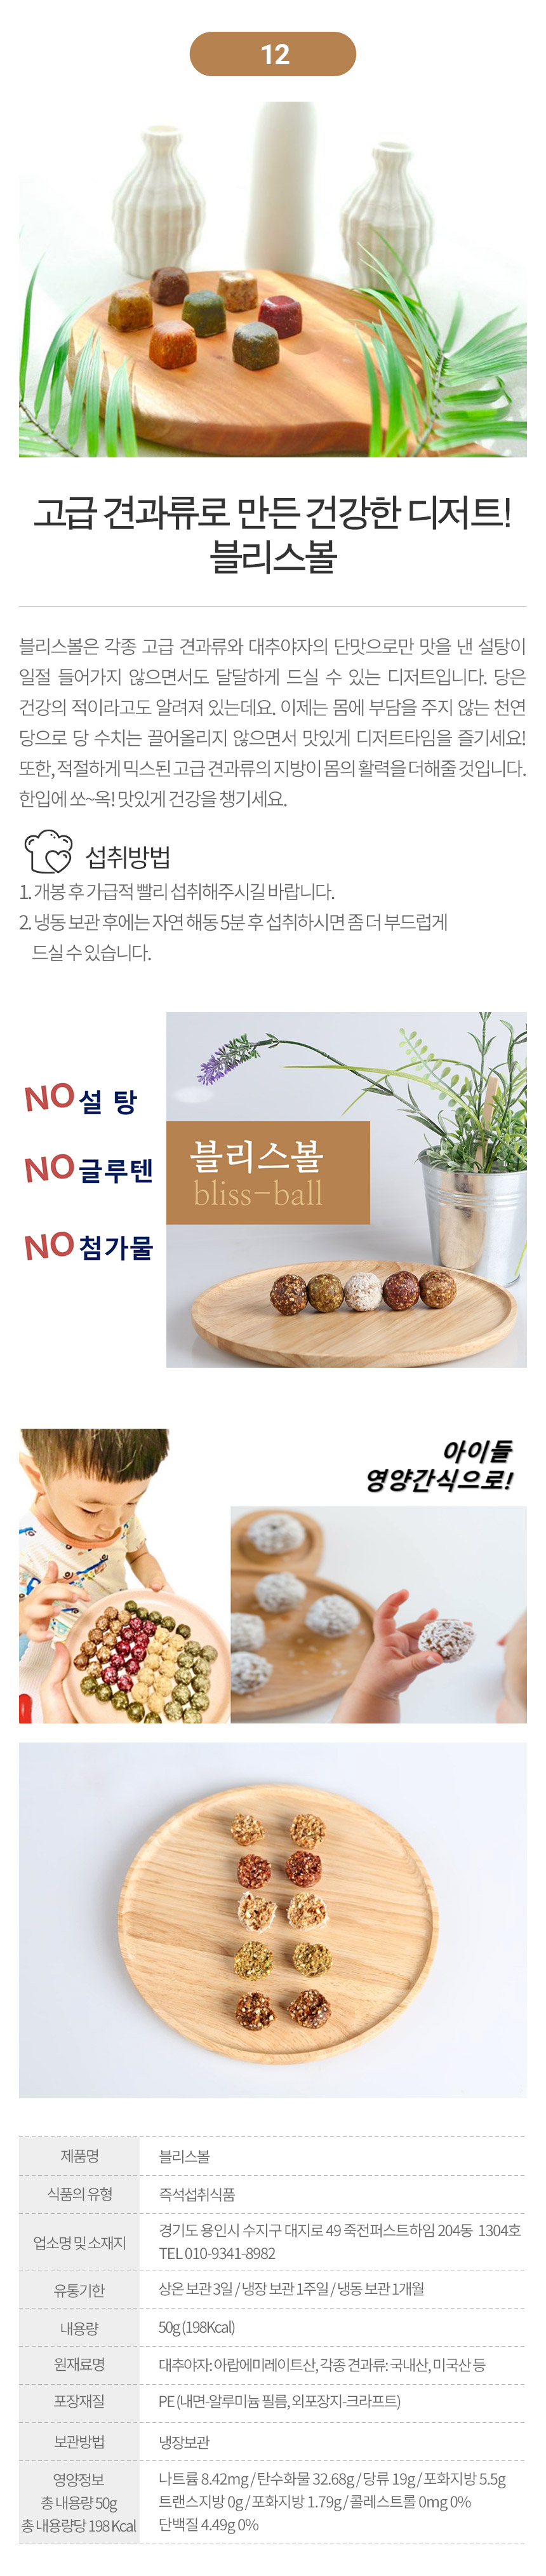 12
고급 견과류로 만든 건강한 디저트!
블리스볼
블리스볼은 각종 고급 견과류와 대추야자의 단맛으로만 맛을 낸 설탕이
일절 들어가지 않으면서도 달달하게 드실 수 있는 디저트입니다. 당은
건강의 적이라고도 알려져 있는데요. 이제는 몸에 부담을 주지 않는 천연
당으로 당 수치는 끌어올리지 않으면서 맛있게 디저트타임을 즐기세요!
또한, 적절하게 믹스된 고급 견과류의 지방이 몸의 활력을 더해줄 것입니다.
한입에 쏘~옥! 맛있게 건강을 챙기세요.
섭취방법
1. 개봉 후 가급적 빨리 섭취해주시길 바랍니다.
2. 냉동 보관 후에는 자연 해동 5분 후 섭취하시면 좀 더 부드럽게
드실 수 있습니다.
NO 설 탕
NO 글루텐
NO 첨가물
블리스볼
bliss-ball
아이들
영양간식으로!
제품명 블리스볼
식품의 유형 즉석섭취식품
업소명 및 소재지 경기도 용인시 수지구 대지로 49 죽전퍼스트하임 204동 1304호
TEL 010-9341-8982
유통기한 상온 보관 3일 / 냉장 보관 1주일 / 냉동 보관 1개월
내용량 50g (198Kcal)
원재료명 대추야자: 아랍에미레이트산, 각종 견과류: 국내산, 미국산 등
포장재질 PE (내면-알루미늄 필름, 외포장지-크라프트)
보관방법 냉장보관
영양정보 나트륨 8.42mg / 탄수화물 32.68g / 당류 19g / 포화지방 5.5g
총 내용량 50g 트랜스지방 0g / 포화지방 1.79g / 콜레스트롤 0mg 0%
총 내용량당 198 Kcal 단백질 4.49g 0%